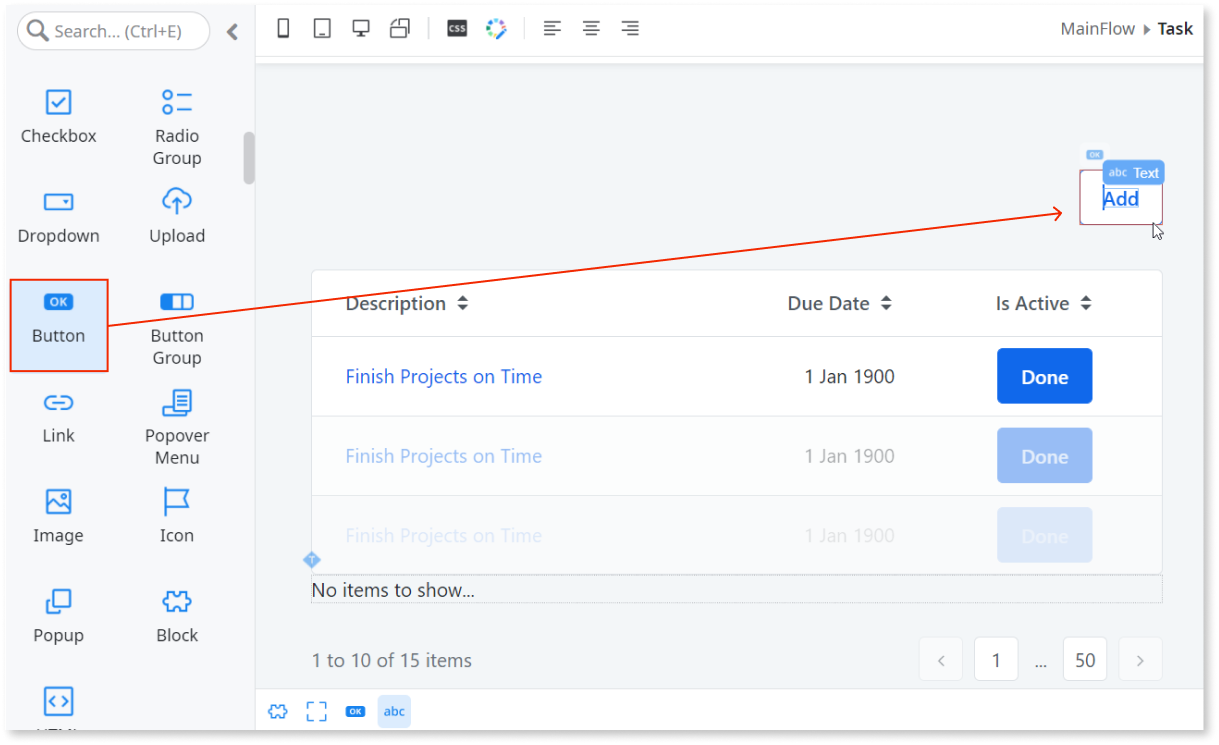 Search... (Ctrl+E)
CSS
MainFlow Task
Checkbox
Radio
Group
Dropdown
Upload
OK
Button
Button
Group
Link
Popover
Menu
Image
Icon
Popup
Block
OK
abc Text
Add
Description
Due Date
Is Active
Finish Projects on Time
1 Jan 1900
Done
Finish Projects on Time
1 Jan 1900
Done
Finish Projects on Time
1 Jan 1900
Done
T
No items to show...
1 to 10 of 15 items
1
...
50
OK
abc